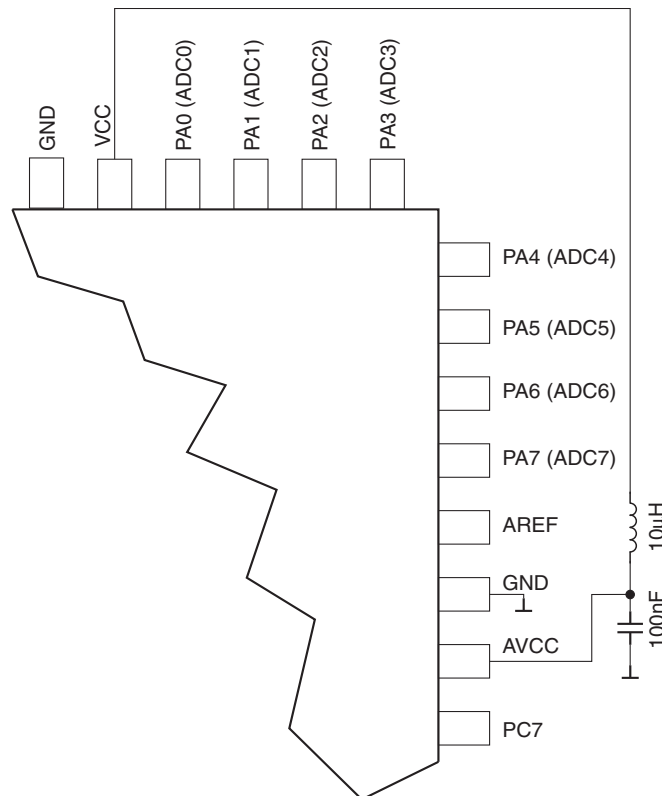 GND
VCC
PA0 (ADC0)
PA1 (ADC1)
PA2 (ADC2)
PA3 (ADC3)
PA4 (ADC4)
PA5 (ADC5)
PA6 (ADC6)
PA7 (ADC7)
AREF
10μH
GND
AVCC
100nF
PC7